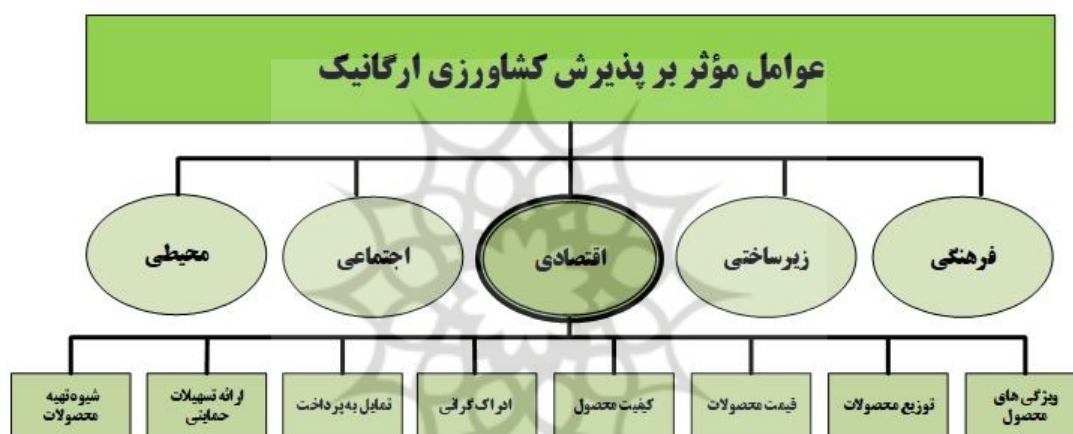 عوامل مؤثر بر پذیرش کشاورزی ارگانیک
فرهنگی
زیرساختی
اقتصادی
اجتماعی
محیطی
ویژگی های
محصول
توزیع محصولات
قیمت محصولات
کیفیت محصول
ادراک گرانی
تمایل به پرداخت
ارائه تسهیلات
حمایتی
شیوه تهیه
محصولات